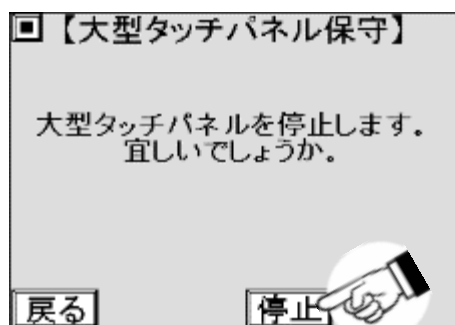 【大型タッチパネル保守】
大型タッチパネルを停止します。
宜しいでしょうか。
戻る
停止